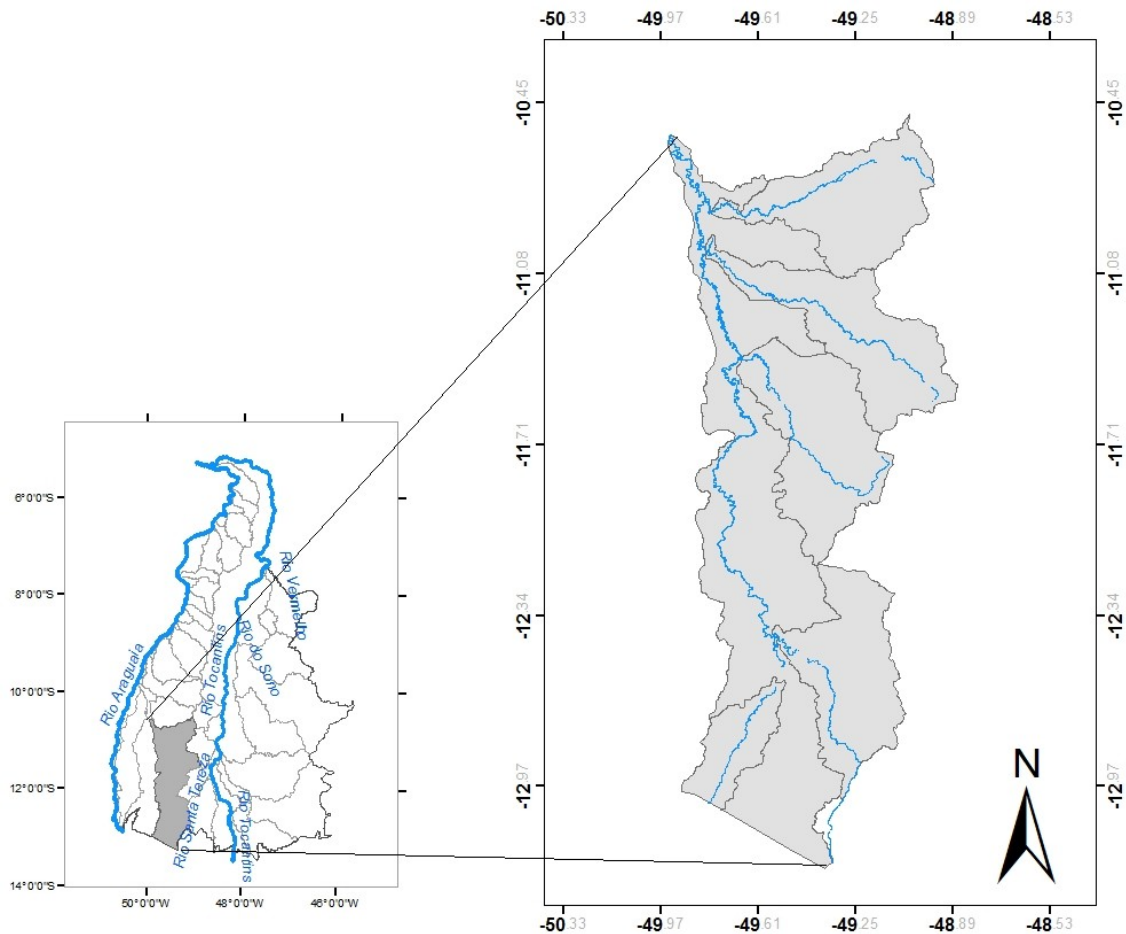 -50.33 -49.97 -49.61 -49.25 -48.89 -48.53
-10.45 -10.45
-11.08 -11.08
-11.71 -11.71
-12.34 -12.34
-12.97 -12.97
N
-50.33 -49.97 -49.61 -49.25 -48.89 -48.53
6°0'0"S
8°0'0"S
10°0'0"S
12°0'0"S
14°0'0"S
Rio Vermelho
Rio do Sono
Rio Tocantins
Rio Araguaia
Rio Santa Tereza
Rio Tocantins
50°0'0"W 48°0'0"W 46°0'0"W